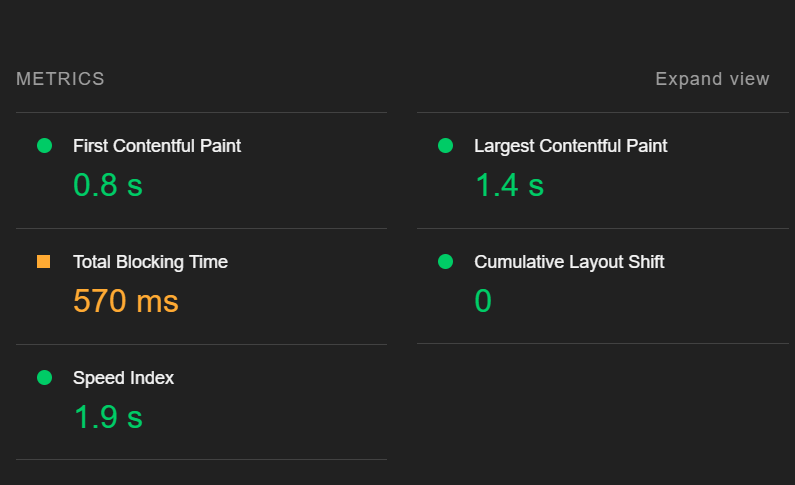 METRICS
Expand view
First Contentful Paint
0.8 s
Largest Contentful Paint
1.4 s
Total Blocking Time
570 ms
Cumulative Layout Shift
0
Speed Index
1.9 s